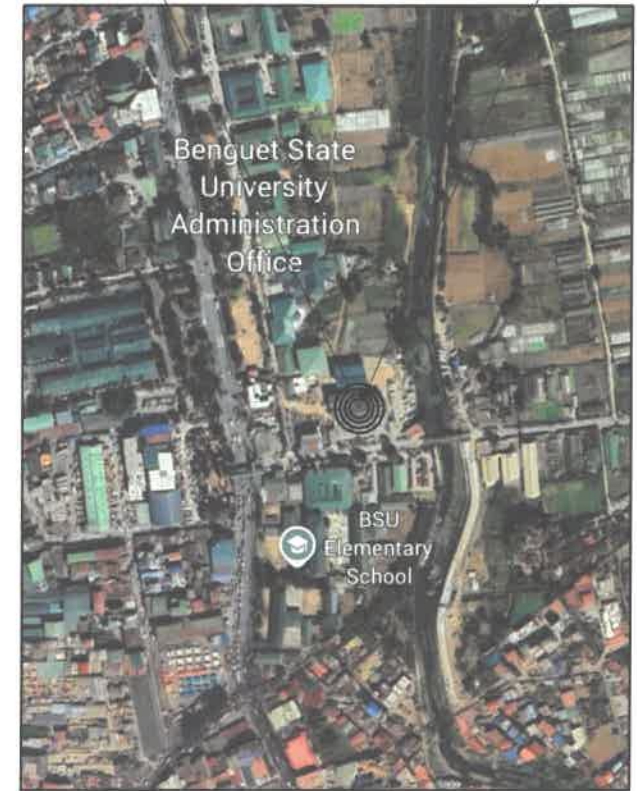 Benguet State
University
Administration
Office
BSU
Elementary
School